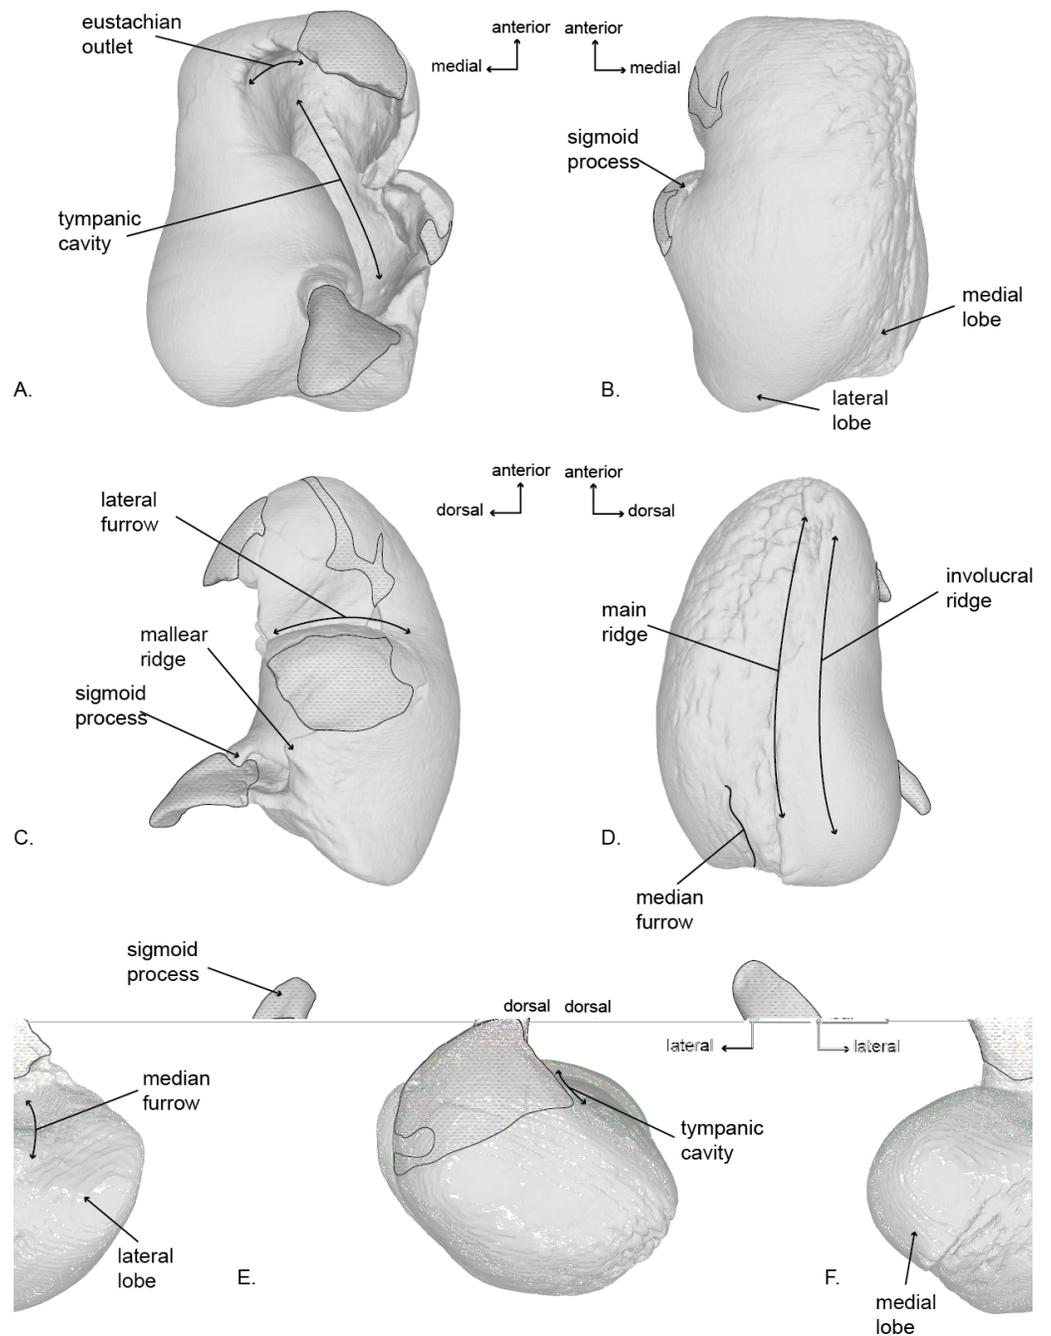 eustachian
outlet
anterior
anterior
medial
medial
sigmoid
process
tympanic
cavity
medial
lobe
A.
B.
lateral
lobe
anterior
anterior
lateral
furrow
dorsal
dorsal
involucral
ridge
main
ridge
mallear
ridge
sigmoid
process
C.
D.
median
furrow
sigmoid
process
dorsal
dorsal
lateral
lateral
median
furrow
tympanic
cavity
lateral
lobe
E.
F.
medial
lobe